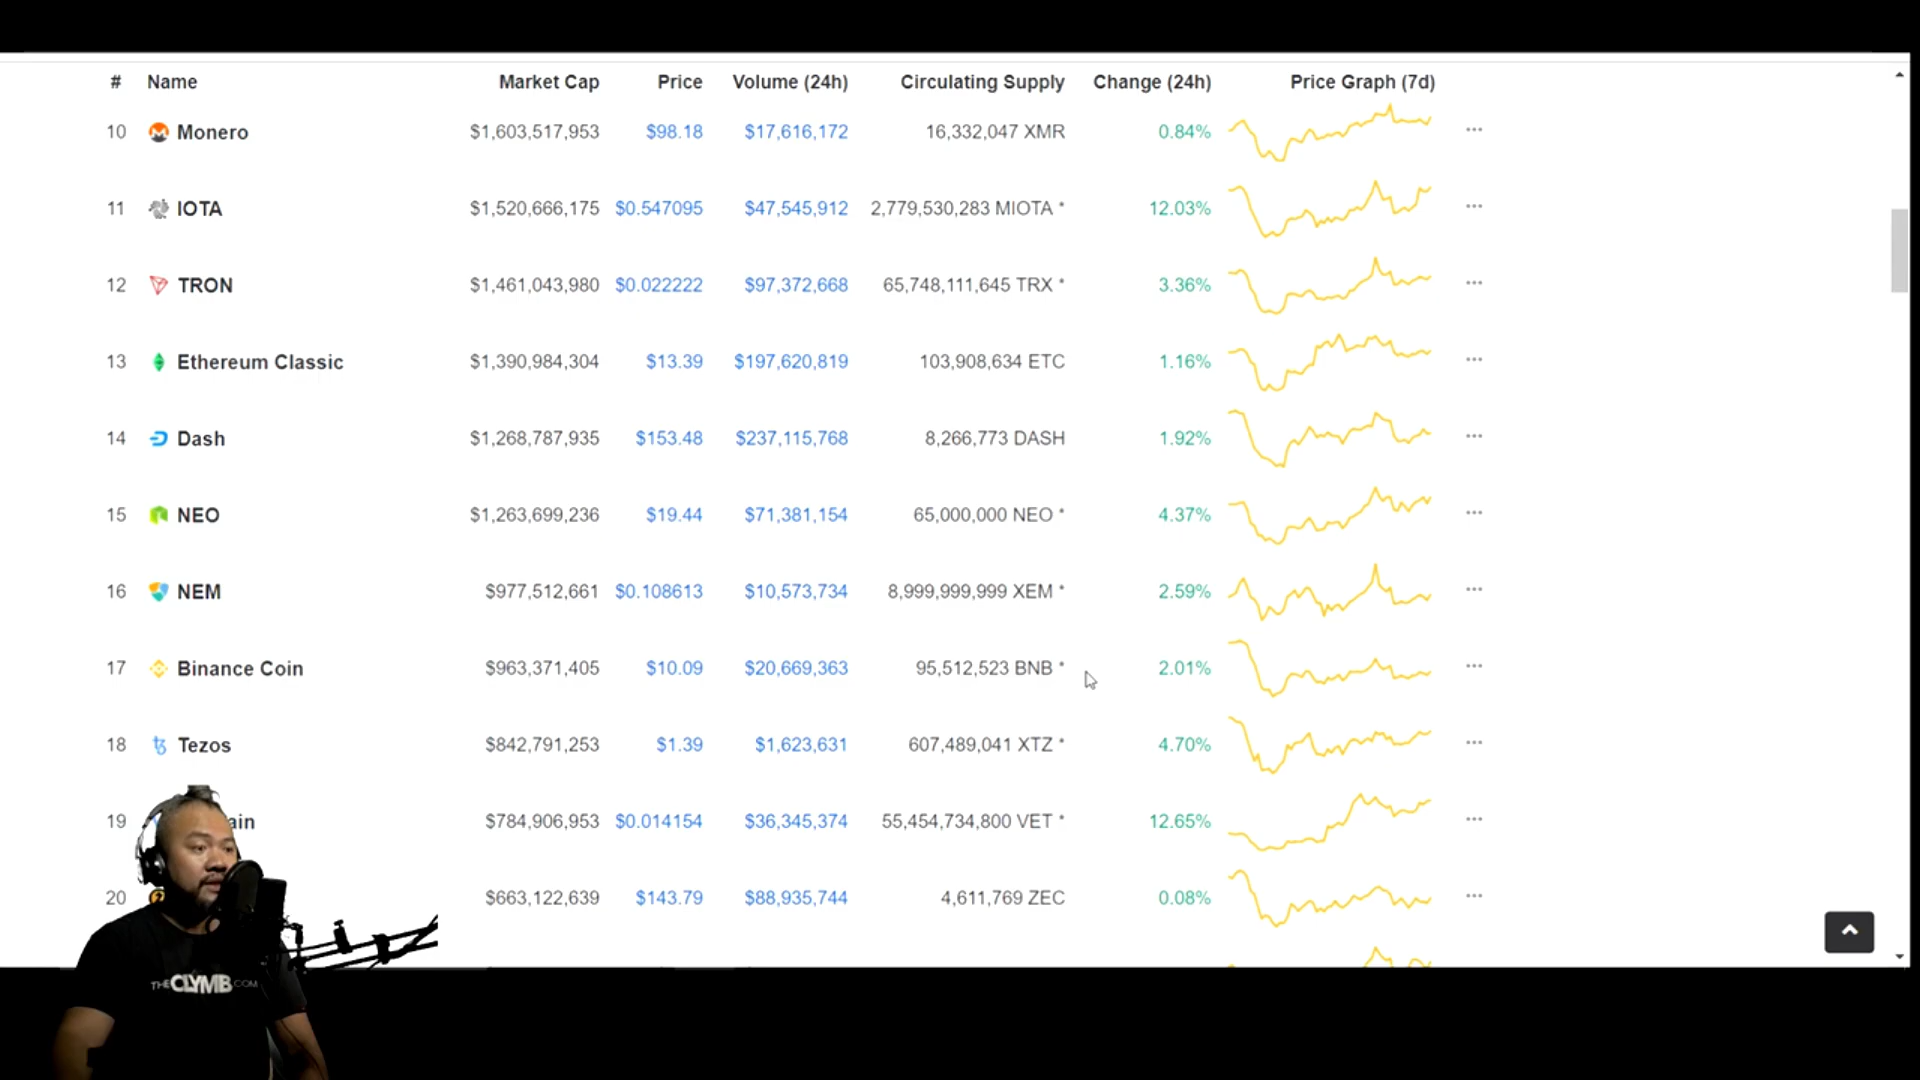 # Name Market Cap Price Volume (24h) Circulating Supply Change (24h) Price Graph (7d)
10 Monero $1,603,517,953 $98.18 $17,616,172 16,332,047 XMR 0.84%
11 IOTA $1,520,666,175 $0.547095 $47,545,912 2,779,530,283 MIOTA * 12.03%
12 TRON $1,461,043,980 $0.022222 $97,372,668 65,748,111,645 TRX * 3.36%
13 Ethereum Classic $1,390,984,304 $13.39 $197,620,819 103,908,634 ETC 1.16%
14 Dash $1,268,787,935 $153.48 $237,115,768 8,266,773 DASH 1.92%
15 NEO $1,263,699,236 $19.44 $71,381,154 65,000,000 NEO * 4.37%
16 NEM $977,512,661 $0.108613 $10,573,734 8,999,999,999 XEM * 2.59%
17 Binance Coin $963,371,405 $10.09 $20,669,363 95,512,523 BNB * 2.01%
18 Tezos $842,791,253 $1.39 $1,623,631 607,489,041 XTZ * 4.70%
19 ain $784,906,953 $0.014154 $36,345,374 55,454,734,800 VET * 12.65%
20 $663,122,639 $143.79 $88,935,744 4,611,769 ZEC 0.08%
THECLYMB.COM